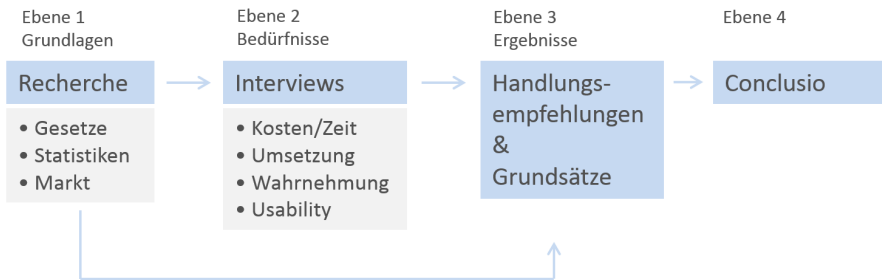 Ebene 1
Grundlagen
Recherche
• Gesetze
• Statistiken
• Markt
Ebene 2
Bedürfnisse
Interviews
• Kosten/Zeit
• Umsetzung
• Wahrnehmung
• Usability
Ebene 3
Ergebnisse
Handlungs-
empfehlungen
&
Grundsätze
Ebene 4
Conclusio